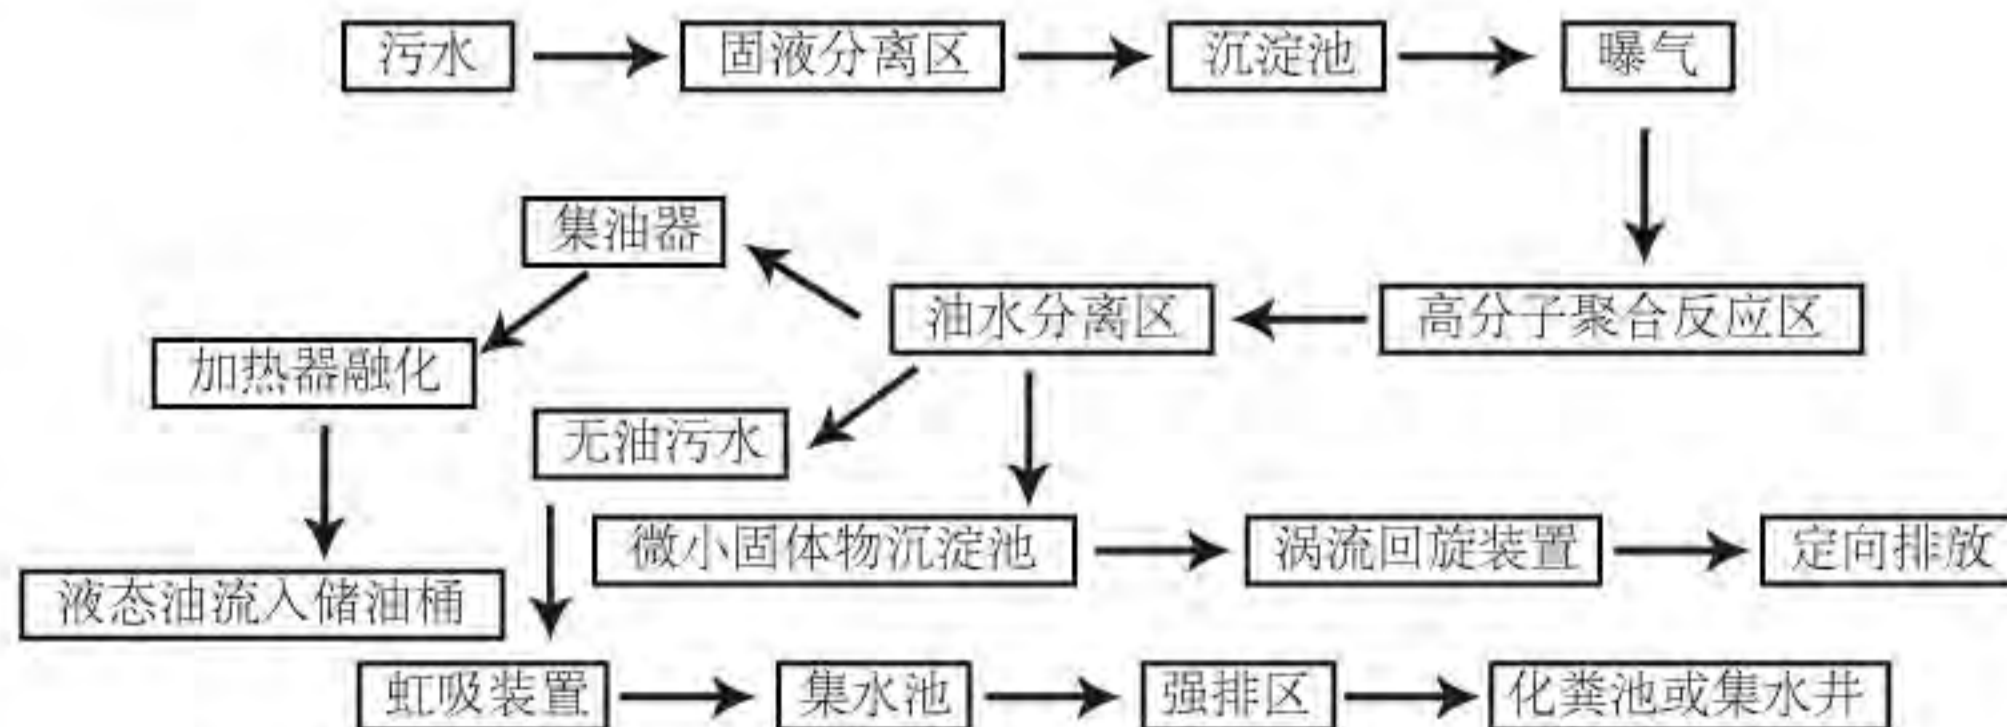 污水
固液分离区
沉淀池
曝气
集油器
油水分离区
高分子聚合反应区
加热器融化
无油污水
微小固体物沉淀池
涡流回旋装置
定向排放
液态油流入储油桶
虹吸装置
集水池
强排区
化粪池或集水井